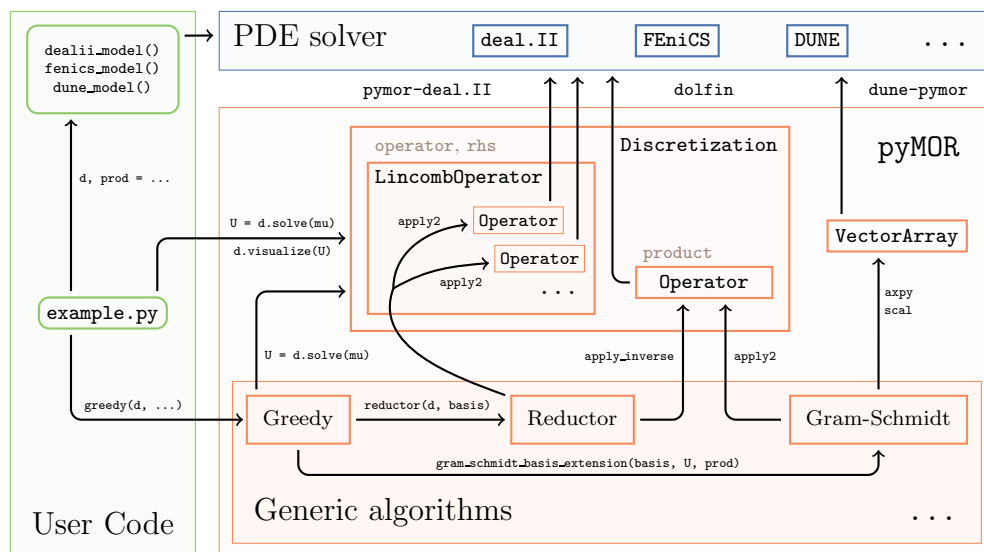 dealii_model()
fenics_model()
dune_model()
PDE solver
deal.II
FEniCS
DUNE
...
pymor-deal.II
dolfin
dune-pymor
pyMOR
Discretization
operator, rhs
LincombOperator
Operator
Operator
...
apply2
apply2
product
Operator
VectorArray
d, prod = ...
U = d.solve(mu)
d.visualize(U)
example.py
U = d.solve(mu)
apply_inverse
apply2
axpy
scal
greedy(d, ...)
Greedy
reductor(d, basis)
Reductor
Gram-Schmidt
gram_schmidt_basis_extension(basis, U, prod)
User Code
Generic algorithms
...